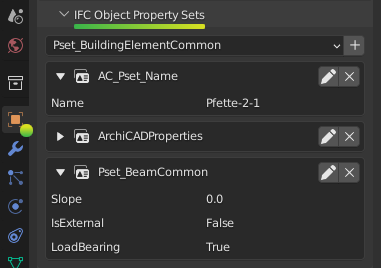 IFC Object Property Sets
Pset_BuildingElementCommon
AC_Pset_Name
Name Pfette-2-1
ArchiCADProperties
Pset_BeamCommon
Slope 0.0
IsExternal False
LoadBearing True